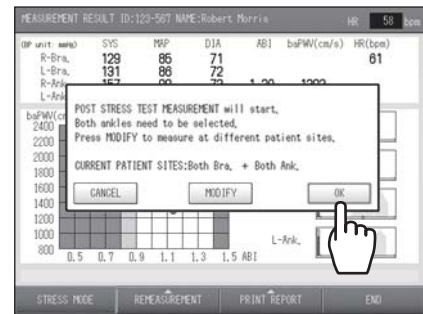 MEASUREMENT RESULT ID:123-567 NAME:Robert Morris HR 58 bpm
(BP unit: mmHg) SYS MAP DIA ABI baPWV(cm/s) HR(bpm)
R-Bra. 129 85 71 61
L-Bra. 131 86 72
R-Ank.
L-Ank
POST STRESS TEST MEASUREMENT will start.
Both ankles need to be selected.
Press MODIFY to measure at different patient sites.
CURRENT PATIENT SITES:Both Bra. + Both Ank.
CANCEL MODIFY OK
baPWV(c
2400
2200
2000
1800
1600
1400
1200
1000
800
0.5 0.7 0.9 1.1 1.3 1.5 ABI
L-Ank.
STRESS MODE REMEASUREMENT PRINT REPORT END